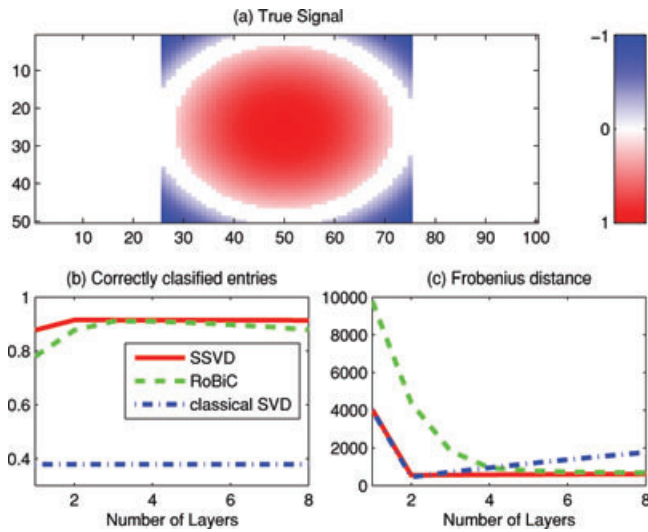 (a) True Signal
10
20
30
40
50
10 20 30 40 50 60 70 80 90 100
−1
0
1
(b) Correctly clasified entries
1
0.8
0.6
0.4
2 4 6 8
Number of Layers
SSVD
RoBiC
classical SVD
(c) Frobenius distance
10000
8000
6000
4000
2000
0
2 4 6 8
Number of Layers